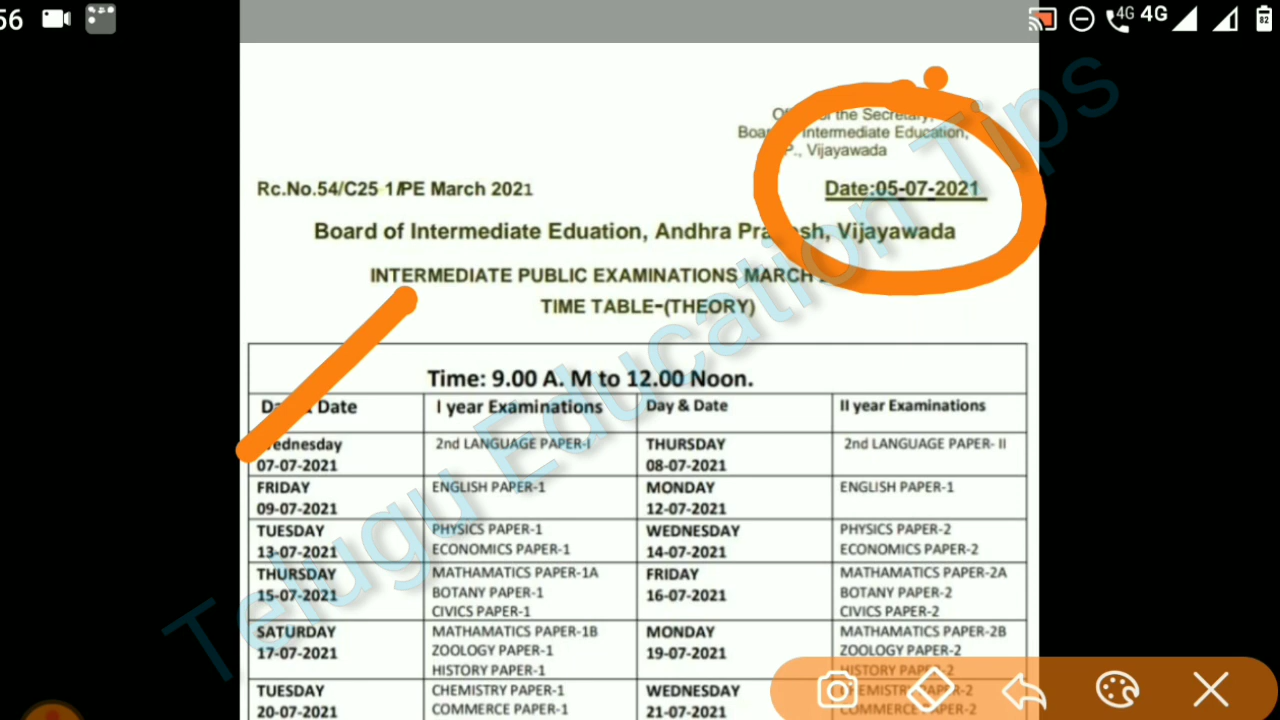 56
4G 4G 82
the Secretary,
Intermediate Education,
Vijayawada
Rc.No.54/C25 1/PE March 2021
Date:05-07-2021
Board of Intermediate Eduation, Andhra Vijayawada
INTERMEDIATE PUBLIC EXAMINATIONS MARCH
TIME TABLE-(THEORY)
Time: 9.00 A. M to 12.00 Noon.
Date I year Examinations Day & Date II year Examinations
Wednesday 2nd LANGUAGE PAPER-I THURSDAY 2nd LANGUAGE PAPER- II
07-07-2021 08-07-2021
FRIDAY ENGLISH PAPER-1 MONDAY ENGLISH PAPER-1
09-07-2021 12-07-2021
TUESDAY PHYSICS PAPER-1 WEDNESDAY PHYSICS PAPER-2
13-07-2021 ECONOMICS PAPER-1 14-07-2021 ECONOMICS PAPER-2
THURSDAY MATHAMATICS PAPER-1A FRIDAY MATHAMATICS PAPER-2A
15-07-2021 BOTANY PAPER-1 16-07-2021 BOTANY PAPER-2
CIVICS PAPER-1 CIVICS PAPER-2
SATURDAY MATHAMATICS PAPER-1B MONDAY MATHAMATICS PAPER-2B
17-07-2021 ZOOLOGY PAPER-1 19-07-2021 ZOOLOGY PAPER-2
HISTORY PAPER-1 HISTORY PAPER-2
TUESDAY CHEMISTRY PAPER-1 WEDNESDAY CHEMISTRY PAPER-2
20-07-2021 COMMERCE PAPER-1 21-07-2021 COMMERCE PAPER-2
Telugu Education Tips